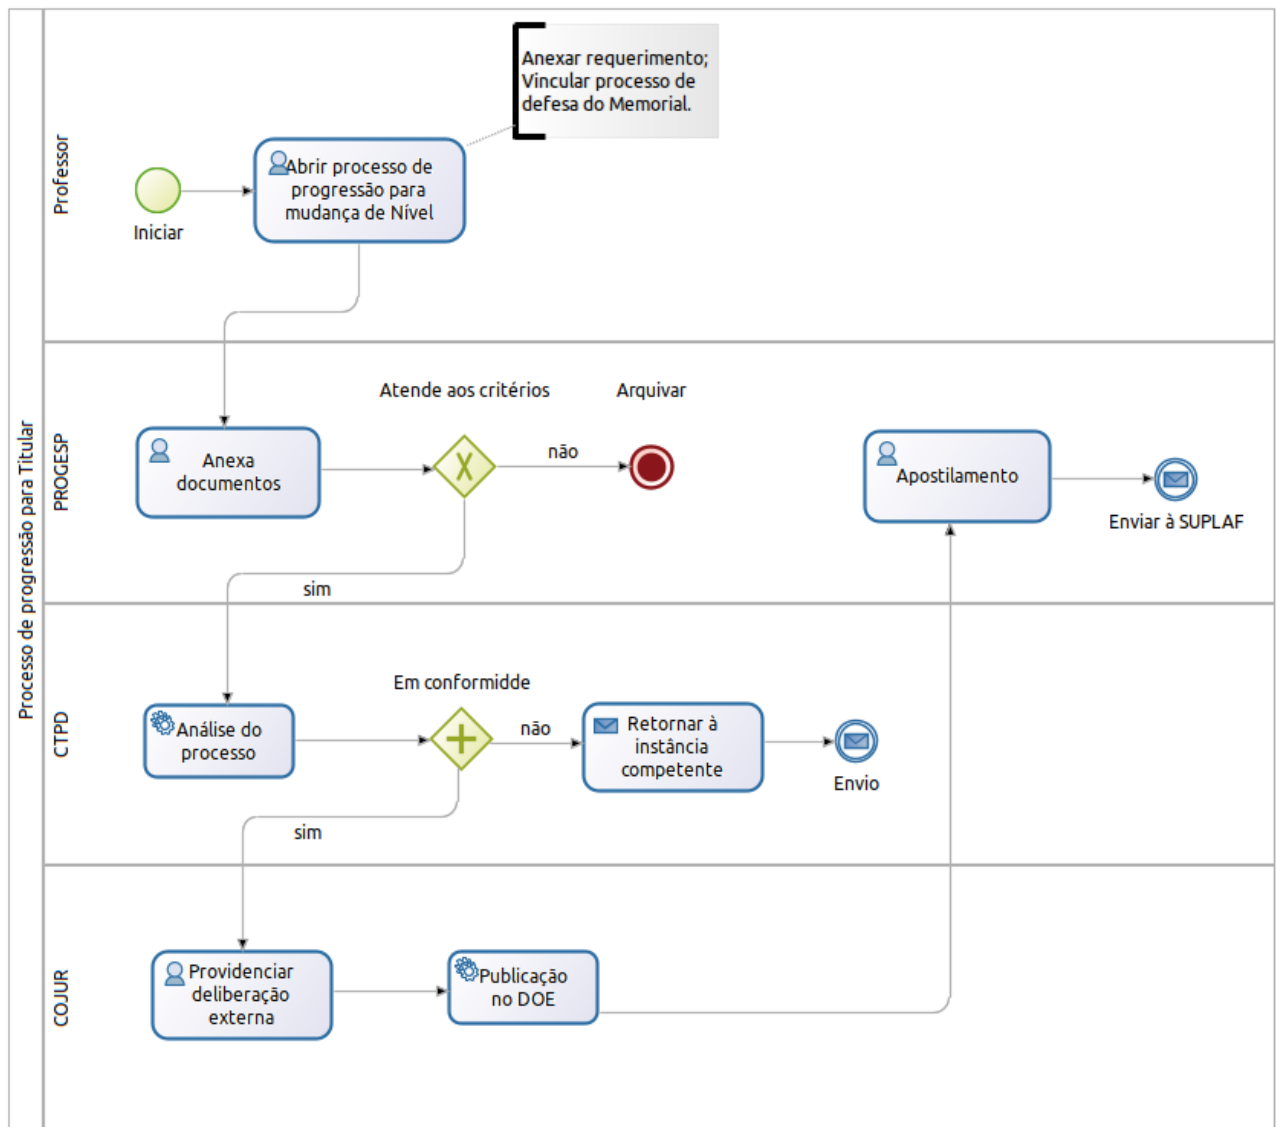 Processo de progressão para Titular
Professor
Anexar requerimento;
Vincular processo de
defesa do Memorial.
Abrir processo de
progressão para
mudança de Nível
Iniciar
PROGESP
Atende aos critérios
Arquivar
não
Anexa
documentos
Apostilamento
Enviar à SUPLAF
sim
CTPD
Em conformidde
não
Análise do
processo
Retornar à
instância
competente
Envio
sim
COJUR
Providenciar
deliberação
externa
Publicação
no DOE